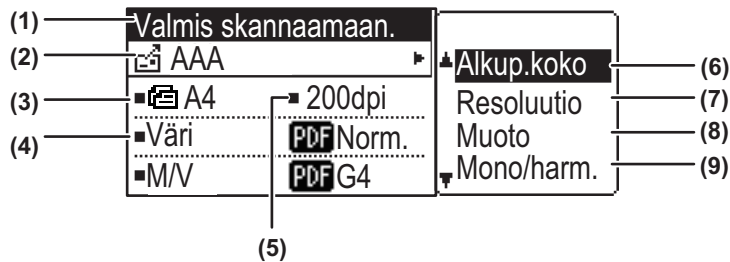 (1) Valmis skannaamaan.
(2) AAA
(3) A4 200dpi
(4) Väri PDF Norm.
M/V PDF G4
(5)
Alkup.koko (6)
Resoluutio (7)
Muoto (8)
Mono/harm. (9)